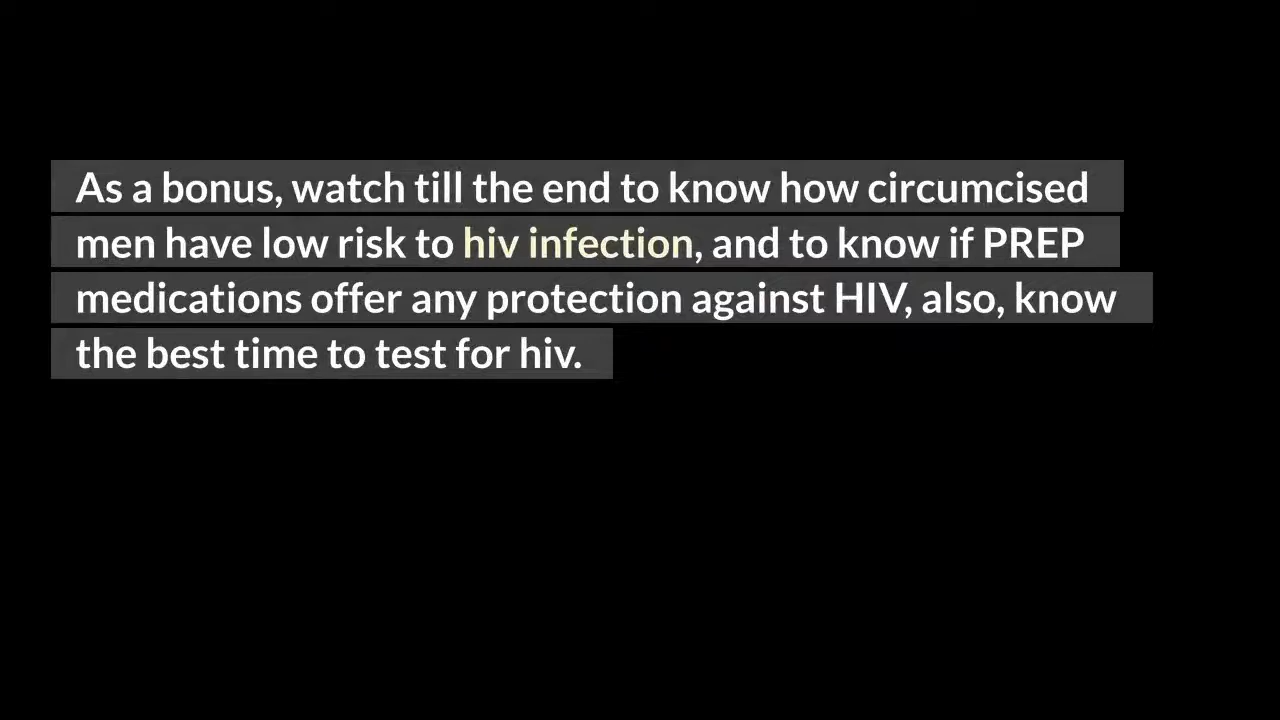 As a bonus, watch till the end to know how circumcised
men have low risk to hiv infection, and to know if PREP
medications offer any protection against HIV, also, know
the best time to test for hiv.